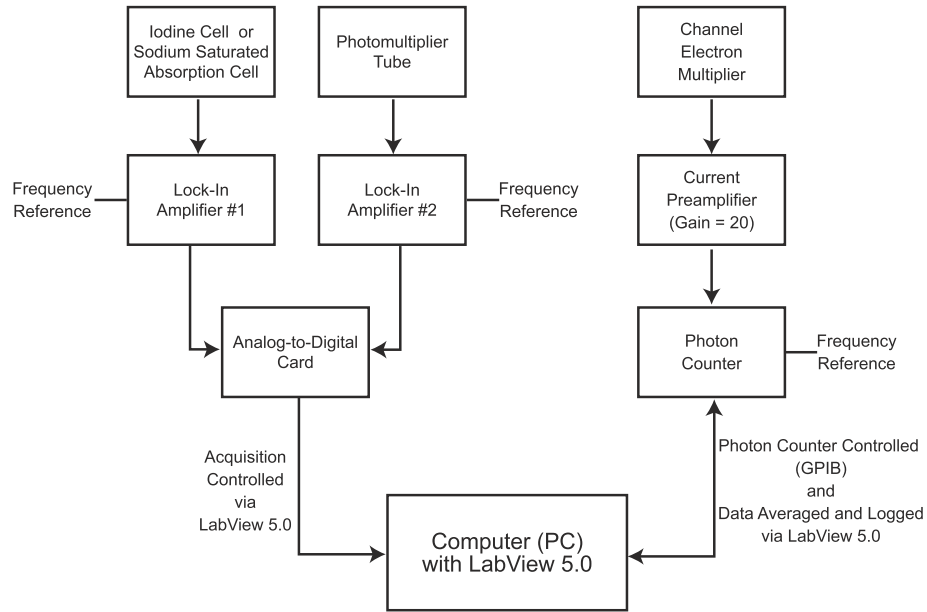 Iodine Cell or
Sodium Saturated
Absorption Cell
Photomultiplier
Tube
Channel
Electron
Multiplier
Frequency
Reference
Lock-In
Amplifier #1
Lock-In
Amplifier #2
Frequency
Reference
Current
Preamplifier
(Gain = 20)
Analog-to-Digital
Card
Photon
Counter
Frequency
Reference
Acquisition
Controlled
via
LabView 5.0
Photon Counter Controlled
(GPIB)
and
Data Averaged and Logged
via LabView 5.0
Computer (PC)
with LabView 5.0